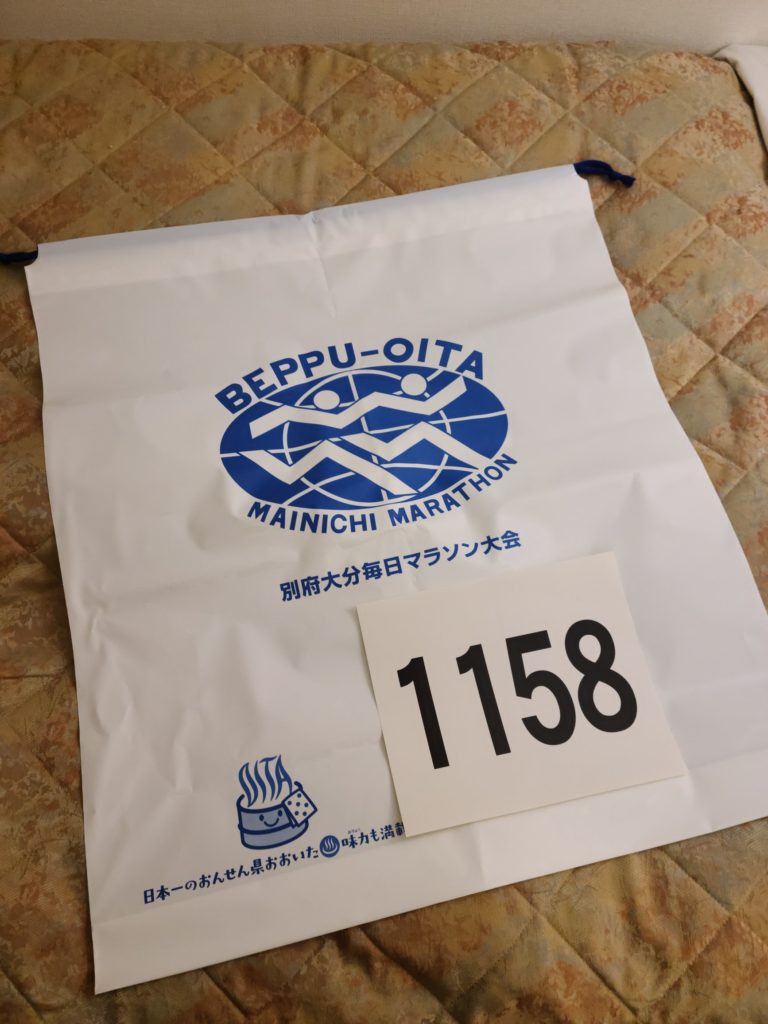 BEPPU-OITA
MAINICHI MARATHON
別府大分毎日マラソン大会
1158
OITA
日本一のおんせん県おおいた♨味力も満載